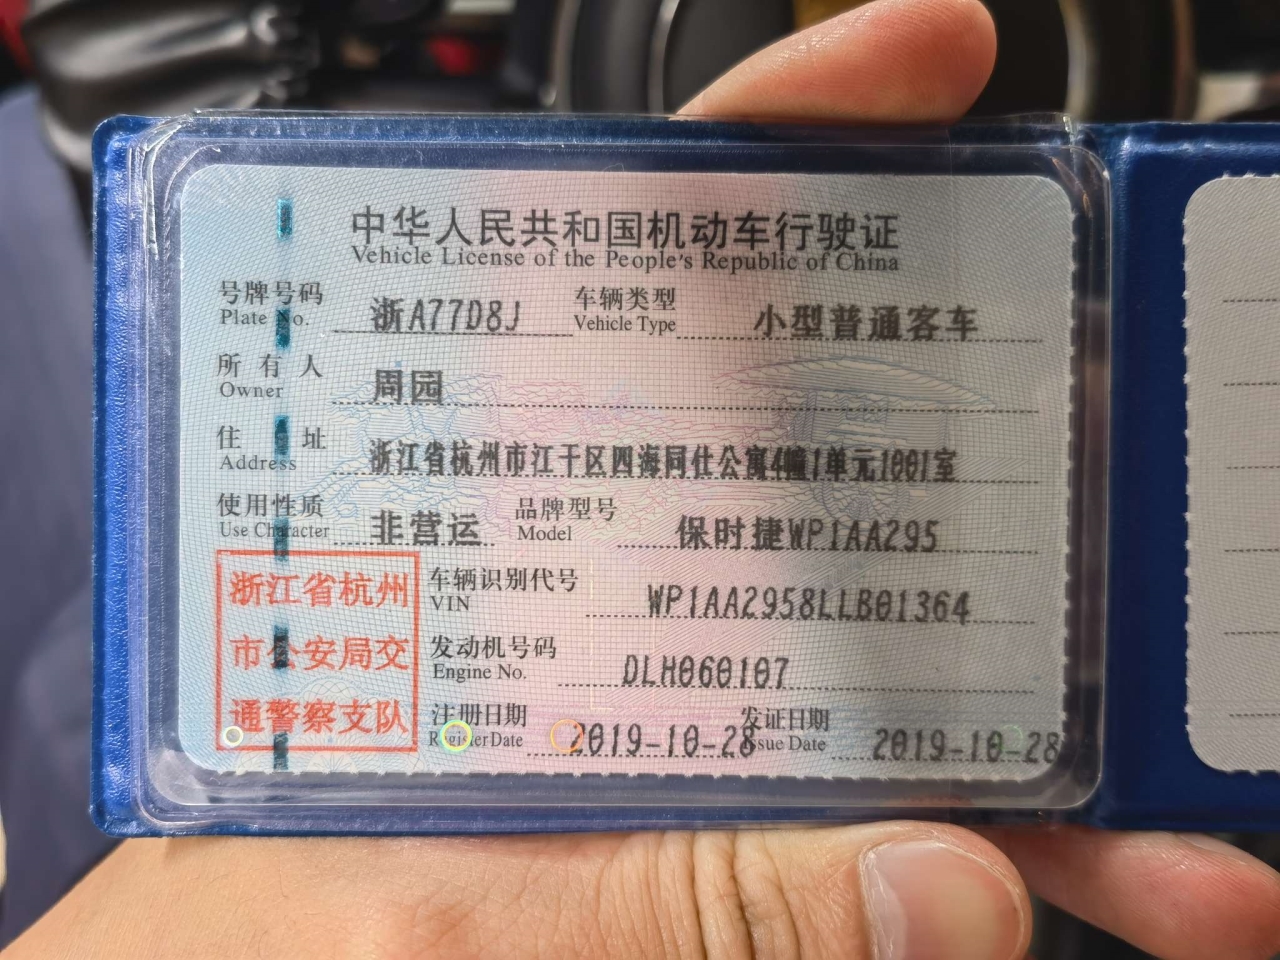 中华人民共和国机动车行驶证
Vehicle License of the People's Republic of China
号牌号码 浙A77D8J 车辆类型 小型普通客车
Plate No. Vehicle Type
所有人 周园
Owner
住址 浙江省杭州市江干区四海同仕公寓4幢1单元1001室
Address
使用性质 非营运 品牌型号 保时捷WP1AA295
Use Character Model
浙江省杭州
市公安局交
通警察支队
车辆识别代号 WP1AA2958LLB01364
VIN
发动机号码 DLH060107
Engine No.
注册日期 2019-10-28 发证日期 2019-10-28
Register Date Issue Date